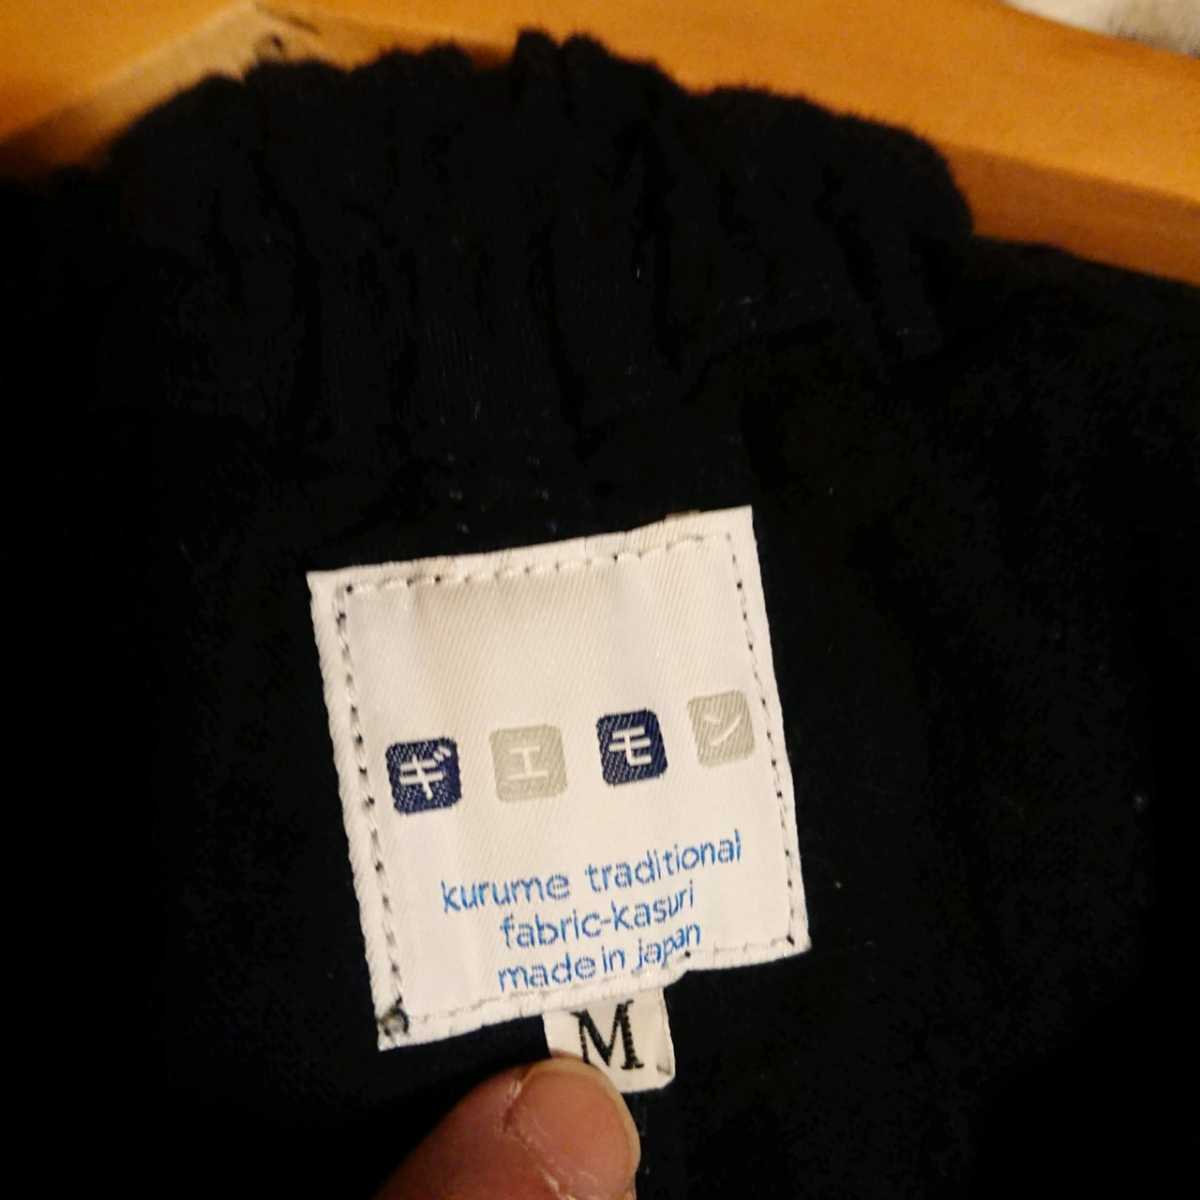 ギエモン
kurume traditional
fabric-kasuri
made in japan
M